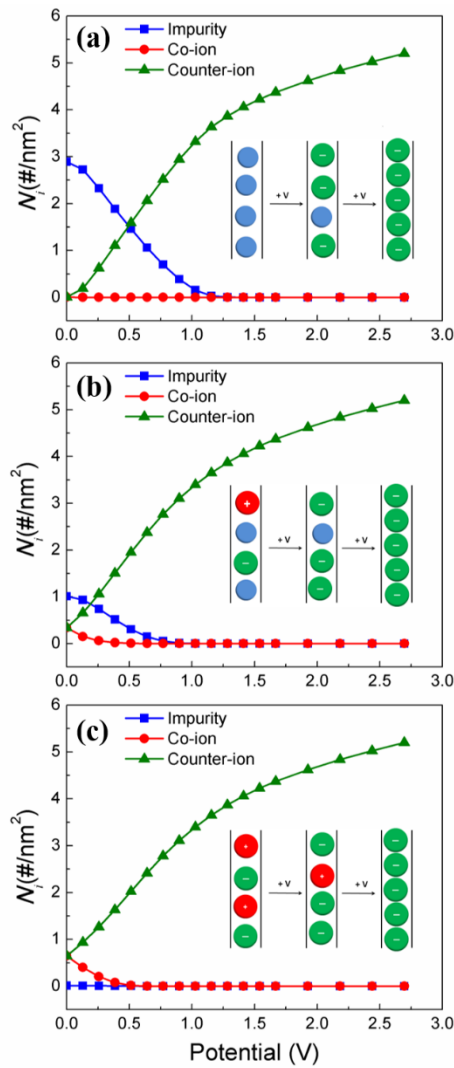 (a)
Impurity
Co-ion
Counter-ion
6
5
4
3
2
1
0
Nᵢ(#/nm²)
+V
+V
− − − − − − − −
0.0 0.5 1.0 1.5 2.0 2.5 3.0
(b)
Impurity
Co-ion
Counter-ion
6
5
4
3
2
1
0
Nᵢ(#/nm²)
+V
+V
+ − − − − − − − − −
0.0 0.5 1.0 1.5 2.0 2.5 3.0
(c)
Impurity
Co-ion
Counter-ion
6
5
4
3
2
1
0
Nᵢ(#/nm²)
+V
+V
+ − + − − + − − − − − − −
0.0 0.5 1.0 1.5 2.0 2.5 3.0
Potential (V)